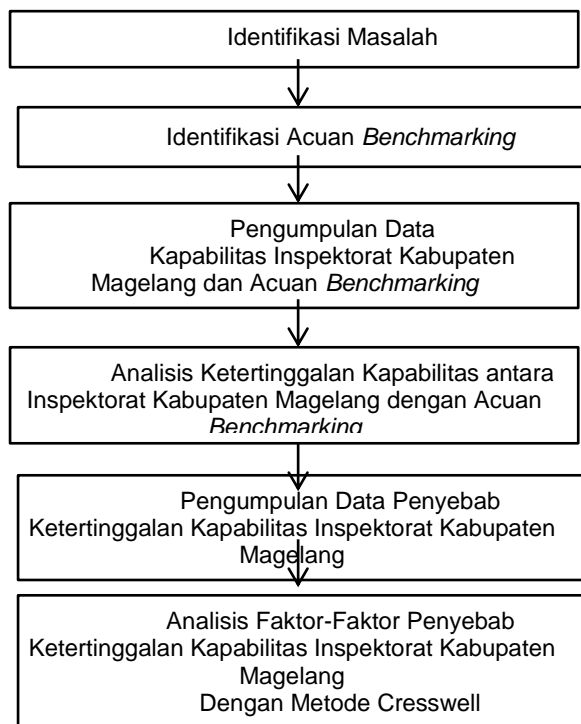 Identifikasi Masalah
Identifikasi Acuan Benchmarking
Pengumpulan Data
Kapabilitas Inspektorat Kabupaten
Magelang dan Acuan Benchmarking
Analisis Ketertinggalan Kapabilitas antara
Inspektorat Kabupaten Magelang dengan Acuan
Benchmarking
Pengumpulan Data Penyebab
Ketertinggalan Kapabilitas Inspektorat Kabupaten
Magelang
Analisis Faktor-Faktor Penyebab
Ketertinggalan Kapabilitas Inspektorat Kabupaten
Magelang
Dengan Metode Cresswell